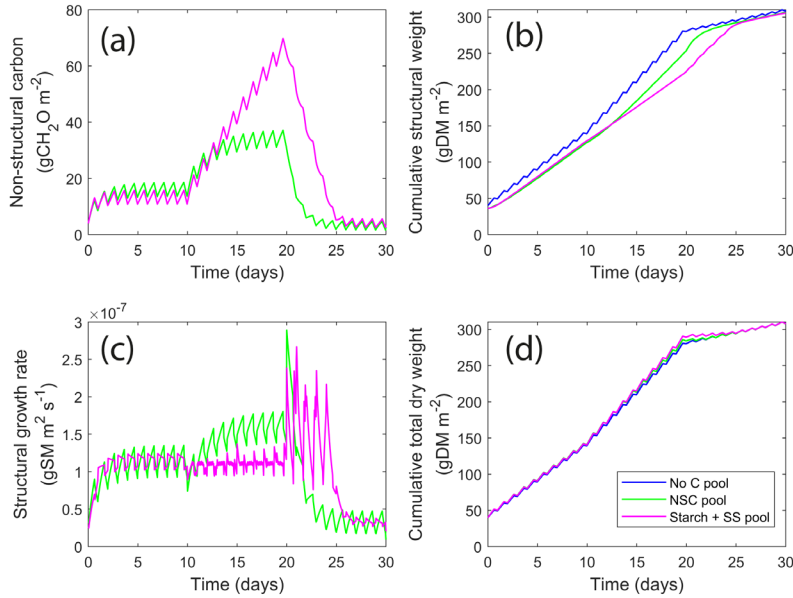 (a)
Non-structural carbon
(gCH2O m-2)
80
60
40
20
0
0 5 10 15 20 25 30
Time (days)
(b)
Cumulative structural weight
(gDM m-2)
300
250
200
150
100
50
0
0 5 10 15 20 25 30
Time (days)
×10-7
(c)
Structural growth rate
(gSM m2 s-1)
3
2.5
2
1.5
1
0.5
0
0 5 10 15 20 25 30
Time (days)
(d)
Cumulative total dry weight
(gDM m-2)
300
250
200
150
100
50
0
No C pool
NSC pool
Starch + SS pool
0 5 10 15 20 25 30
Time (days)